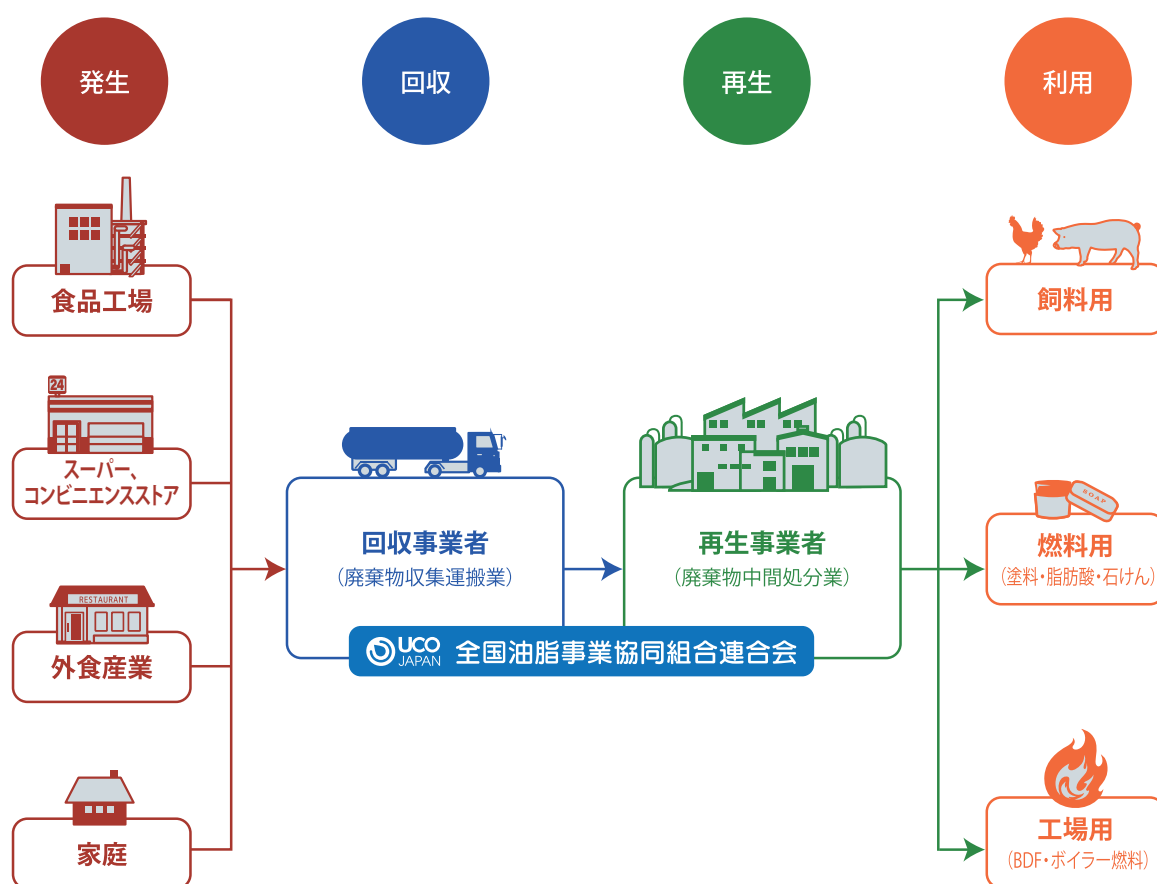 発生
回収
再生
利用
食品工場
24
スーパー、
コンビニエンスストア
RESTAURANT
外食産業
家庭
回収事業者
（廃棄物収集運搬業）
再生事業者
（廃棄物中間処分業）
UCO
JAPAN
全国油脂事業協同組合連合会
飼料用
SOAP
燃料用
（塗料・脂肪酸・石けん）
工場用
（BDF・ボイラー燃料）